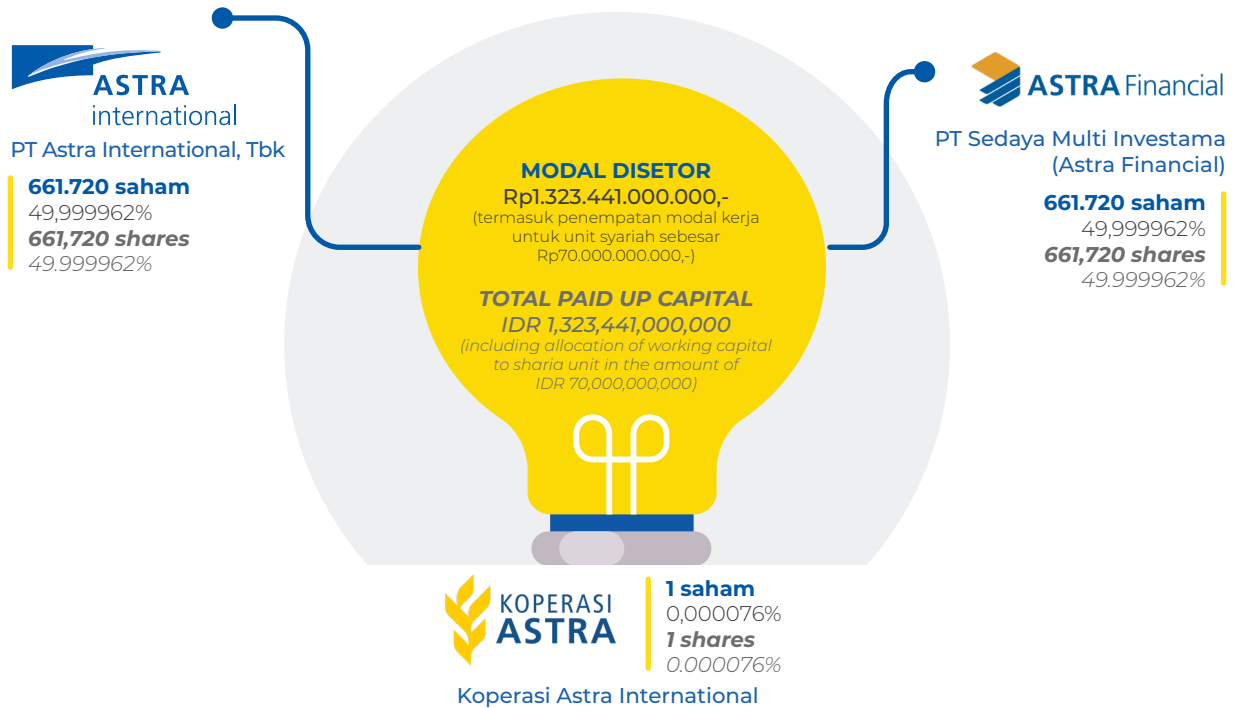 ASTRA
international
PT Astra International, Tbk
661.720 saham
49,999962%
661,720 shares
49.999962%
MODAL DISETOR
Rp1.323.441.000.000,-
(termasuk penempatan modal kerja
untuk unit syariah sebesar
Rp70.000.000.000,-)
TOTAL PAID UP CAPITAL
IDR 1,323,441,000,000
(including allocation of working capital
to sharia unit in the amount of
IDR 70,000,000,000)
ASTRA Financial
PT Sedaya Multi Investama
(Astra Financial)
661.720 saham
49,999962%
661,720 shares
49.999962%
KOPERASI
ASTRA
1 saham
0,000076%
1 shares
0.000076%
Koperasi Astra International